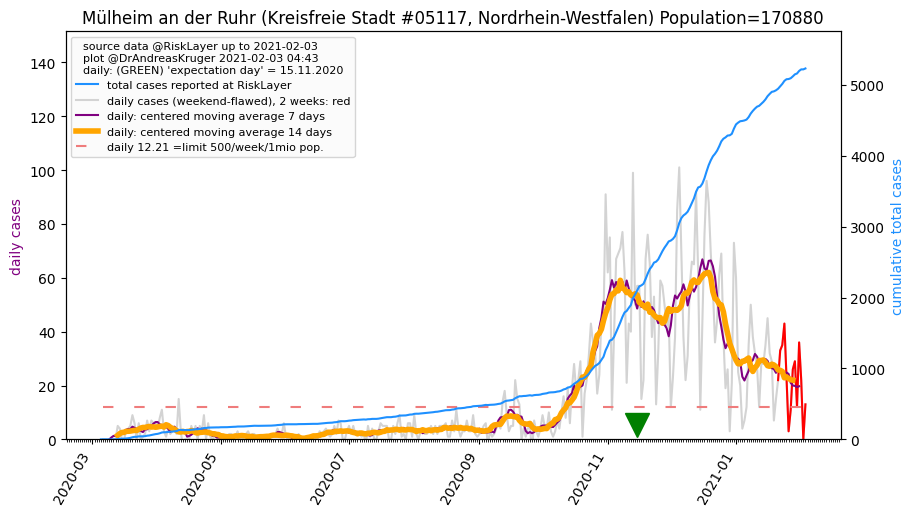 Mülheim an der Ruhr (Kreisfreie Stadt #05117, Nordrhein-Westfalen) Population=170880
source data @RiskLayer up to 2021-02-03
plot @DrAndreasKruger 2021-02-03 04:43
daily: (GREEN) 'expectation day' = 15.11.2020
total cases reported at RiskLayer
daily cases (weekend-flawed), 2 weeks: red
daily: centered moving average 7 days
daily: centered moving average 14 days
daily 12.21 =limit 500/week/1mio pop.
daily cases
140
120
100
80
60
40
20
0
cumulative total cases
5000
4000
3000
2000
1000
0
2020-03
2020-05
2020-07
2020-09
2020-11
2021-01